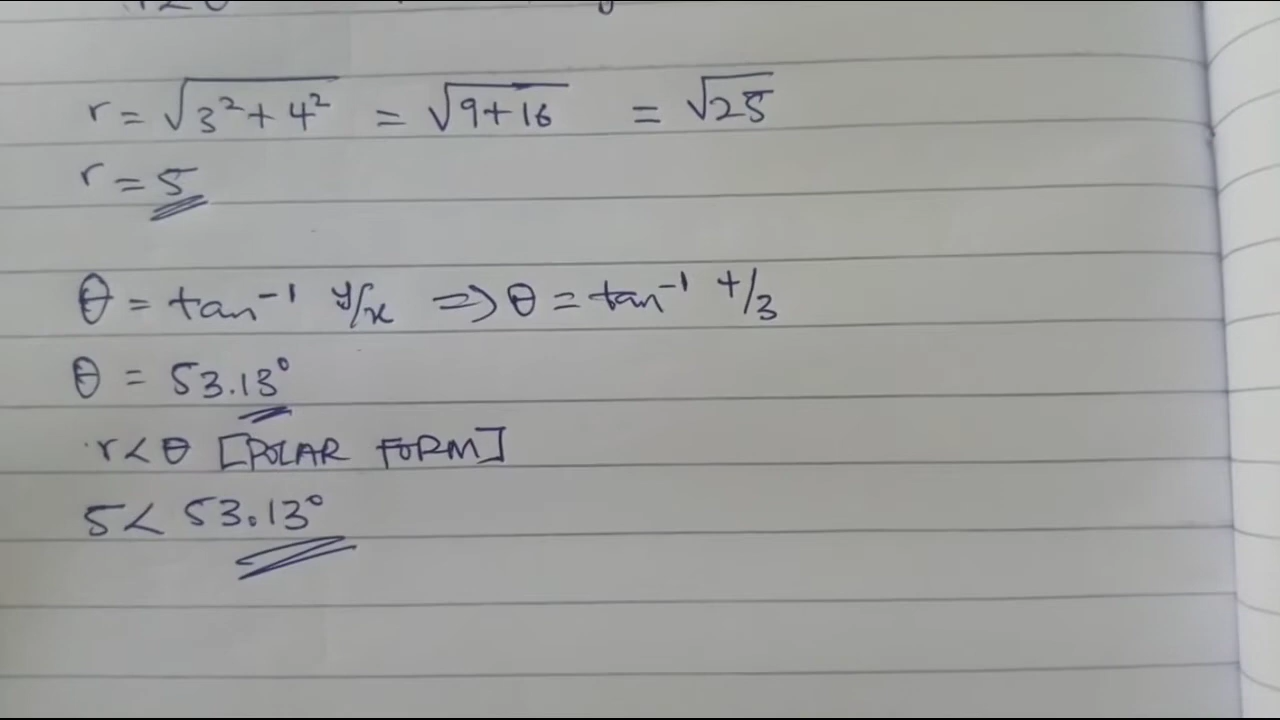 r = √3²+4² = √9+16 = √25
r = 5
θ = tan⁻¹ y/x ⇒ θ = tan⁻¹ 4/3
θ = 53.13°
r < θ [POLAR FORM]
5 < 53.13°